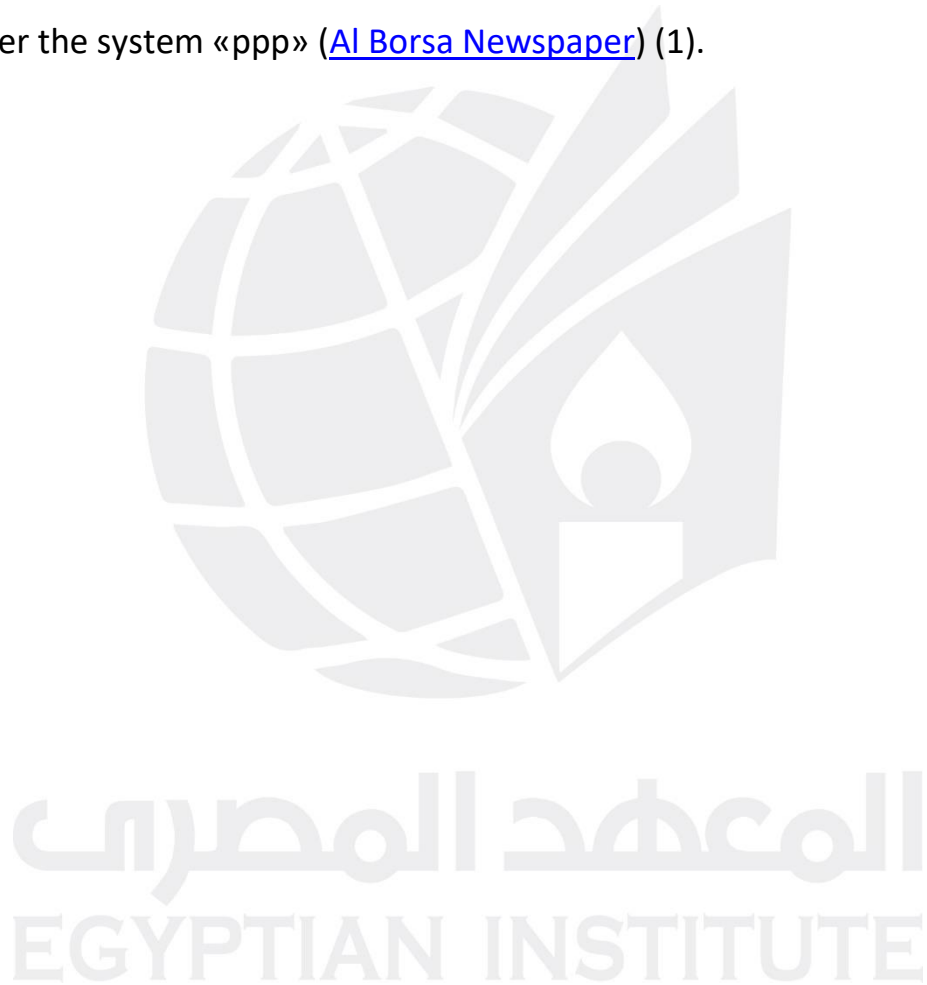 er the system «ppp» (Al Borsa Newspaper) (1).
المعهد المصري
EGYPTIAN INSTITUTE